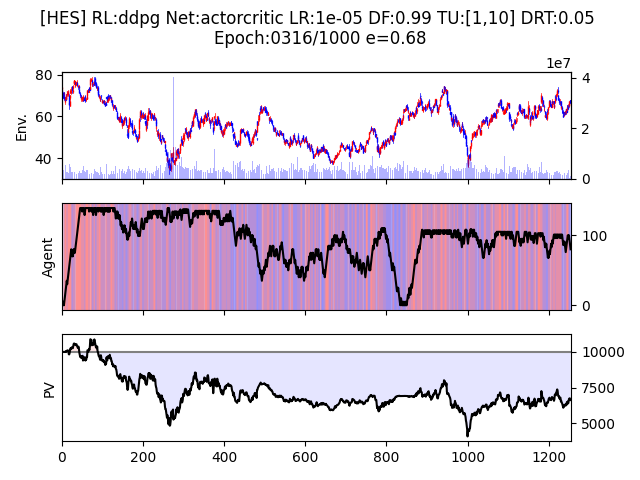 [HES] RL:ddpg Net:actorcritic LR:1e-05 DF:0.99 TU:[1,10] DRT:0.05
Epoch:0316/1000 e=0.68
1e7
80
60
40
Env.
4
2
0
Agent
100
0
PV
10000
7500
5000
0 200 400 600 800 1000 1200